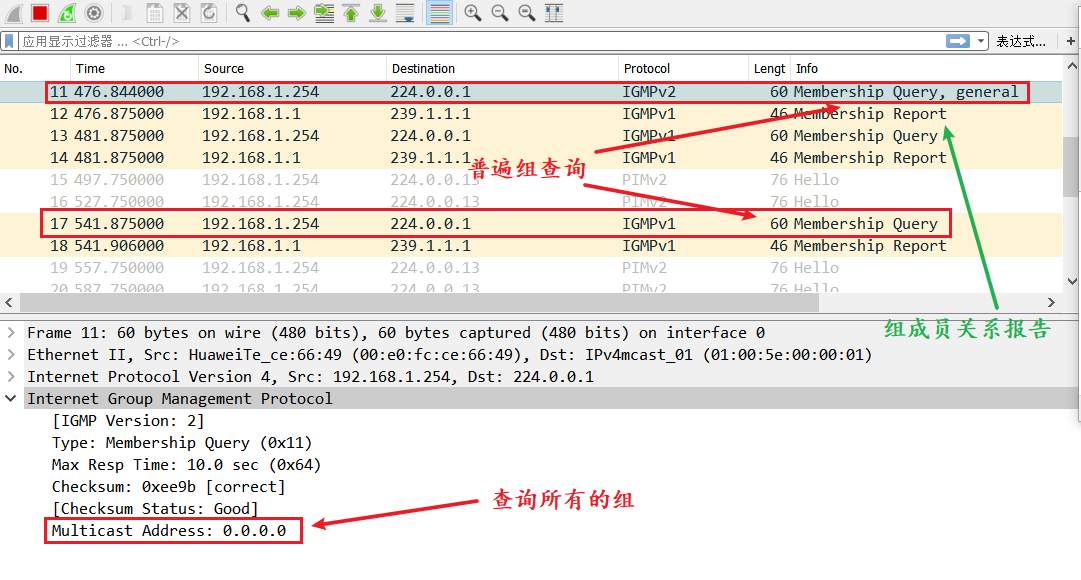 应用显示过滤器 … <Ctrl-/> 表达式…
No. Time Source Destination Protocol Lengt Info
11 476.844000 192.168.1.254 224.0.0.1 IGMPv2 60 Membership Query, general
12 476.875000 192.168.1.1 239.1.1.1 IGMPv1 46 Membership Report
13 481.875000 192.168.1.254 224.0.0.1 IGMPv1 60 Membership Query
14 481.875000 192.168.1.1 239.1.1.1 IGMPv1 46 Membership Report
普遍组查询
15 497.750000 192.168.1.254 224.0.0.13 PIMv2 76 Hello
16 527.750000 192.168.1.254 224.0.0.13 PIMv2 76 Hello
17 541.875000 192.168.1.254 224.0.0.1 IGMPv1 60 Membership Query
18 541.906000 192.168.1.1 239.1.1.1 IGMPv1 46 Membership Report
19 557.750000 192.168.1.254 224.0.0.13 PIMv2 76 Hello
20 587.750000 192.168.1.254 224.0.0.13 PIMv2 76 Hello
组成员关系报告
Frame 11: 60 bytes on wire (480 bits), 60 bytes captured (480 bits) on interface 0
Ethernet II, Src: HuaweiTe_ce:66:49 (00:e0:fc:ce:66:49), Dst: IPv4mcast_01 (01:00:5e:00:00:01)
Internet Protocol Version 4, Src: 192.168.1.254, Dst: 224.0.0.1
Internet Group Management Protocol
[IGMP Version: 2]
Type: Membership Query (0x11)
Max Resp Time: 10.0 sec (0x64)
Checksum: 0xee9b [correct]
[Checksum Status: Good]
查询所有的组
Multicast Address: 0.0.0.0